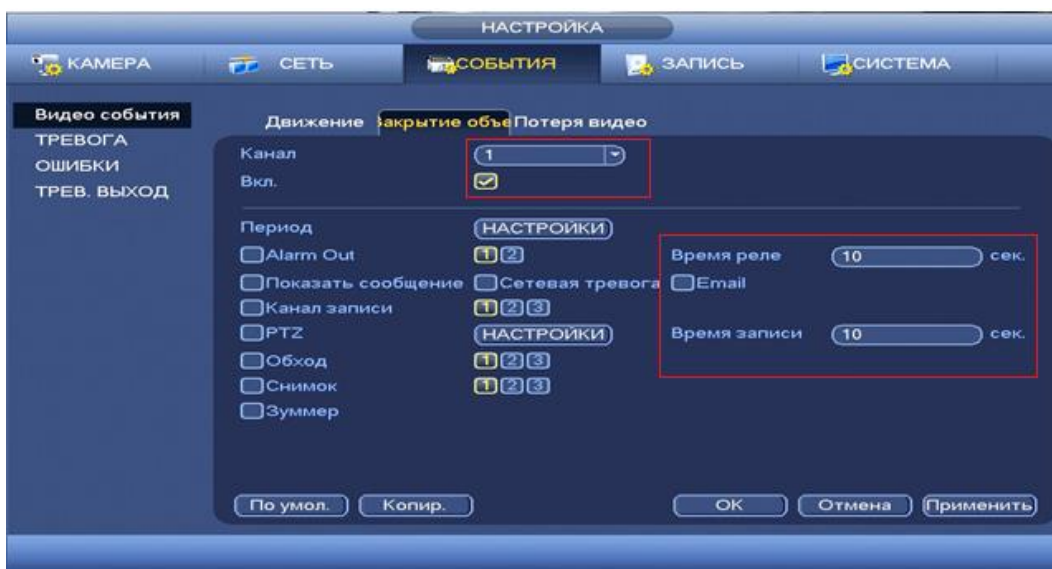 НАСТРОЙКА
КАМЕРА СЕТЬ СОБЫТИЯ ЗАПИСЬ СИСТЕМА
Видео события
ТРЕВОГА
ОШИБКИ
ТРЕВ. ВЫХОД
Движение Закрытие объе Потеря видео
Канал 1
Вкл.
Период НАСТРОЙКИ
Alarm Out 1 2 Время реле 10 сек.
Показать сообщение Сетевая тревога Email
Канал записи 1 2 3
PTZ НАСТРОЙКИ Время записи 10 сек.
Обход 1 2 3
Снимок 1 2 3
Зуммер
По умол. Копир. ОК Отмена Применить